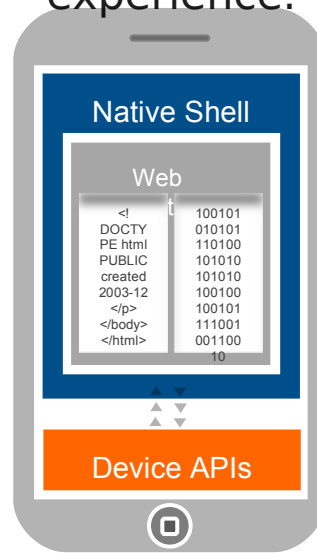 experience.
Native Shell
Web
<!
DOCTY
PE html
PUBLIC
created
2003-12
</p>
</body>
</html>
100101
010101
110100
101010
101010
100100
100101
111001
001100
10
Device APIs